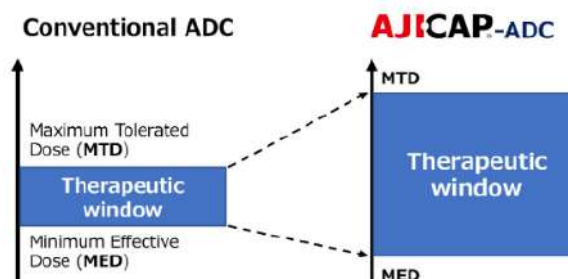 Conventional ADC
AJICAP®-ADC
Maximum Tolerated
Dose (MTD)
Therapeutic
window
Minimum Effective
Dose (MED)
MTD
Therapeutic
window
MED